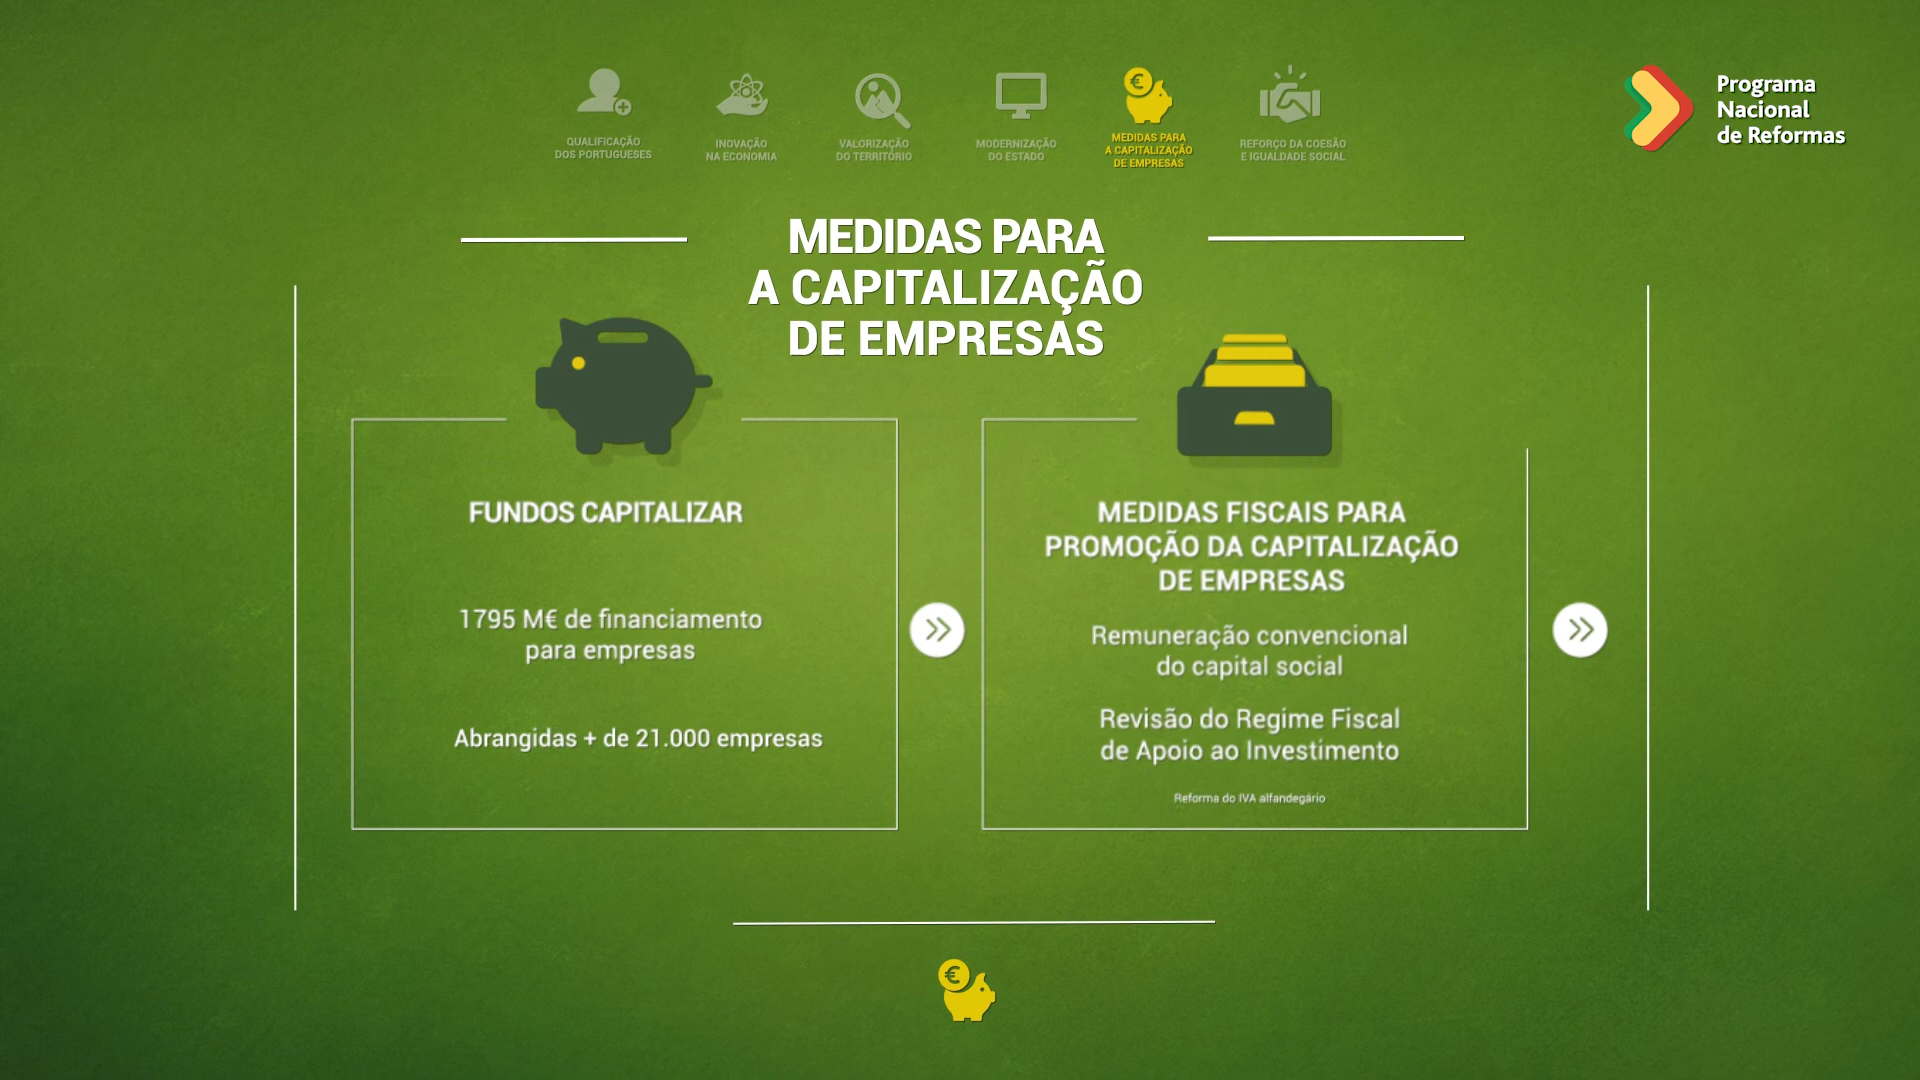 QUALIFICAÇÃO
DOS PORTUGUESES
INOVAÇÃO
NA ECONOMIA
VALORIZAÇÃO
DO TERRITÓRIO
MODERNIZAÇÃO
DO ESTADO
MEDIDAS PARA
A CAPITALIZAÇÃO
DE EMPRESAS
REFORÇO DA COESÃO
E IGUALDADE SOCIAL
Programa
Nacional
de Reformas
MEDIDAS PARA
A CAPITALIZAÇÃO
DE EMPRESAS
FUNDOS CAPITALIZAR
1795 M€ de financiamento
para empresas
Abrangidas + de 21.000 empresas
MEDIDAS FISCAIS PARA
PROMOÇÃO DA CAPITALIZAÇÃO
DE EMPRESAS
Remuneração convencional
do capital social
Revisão do Regime Fiscal
de Apoio ao Investimento
Reforma do IVA alfandegário